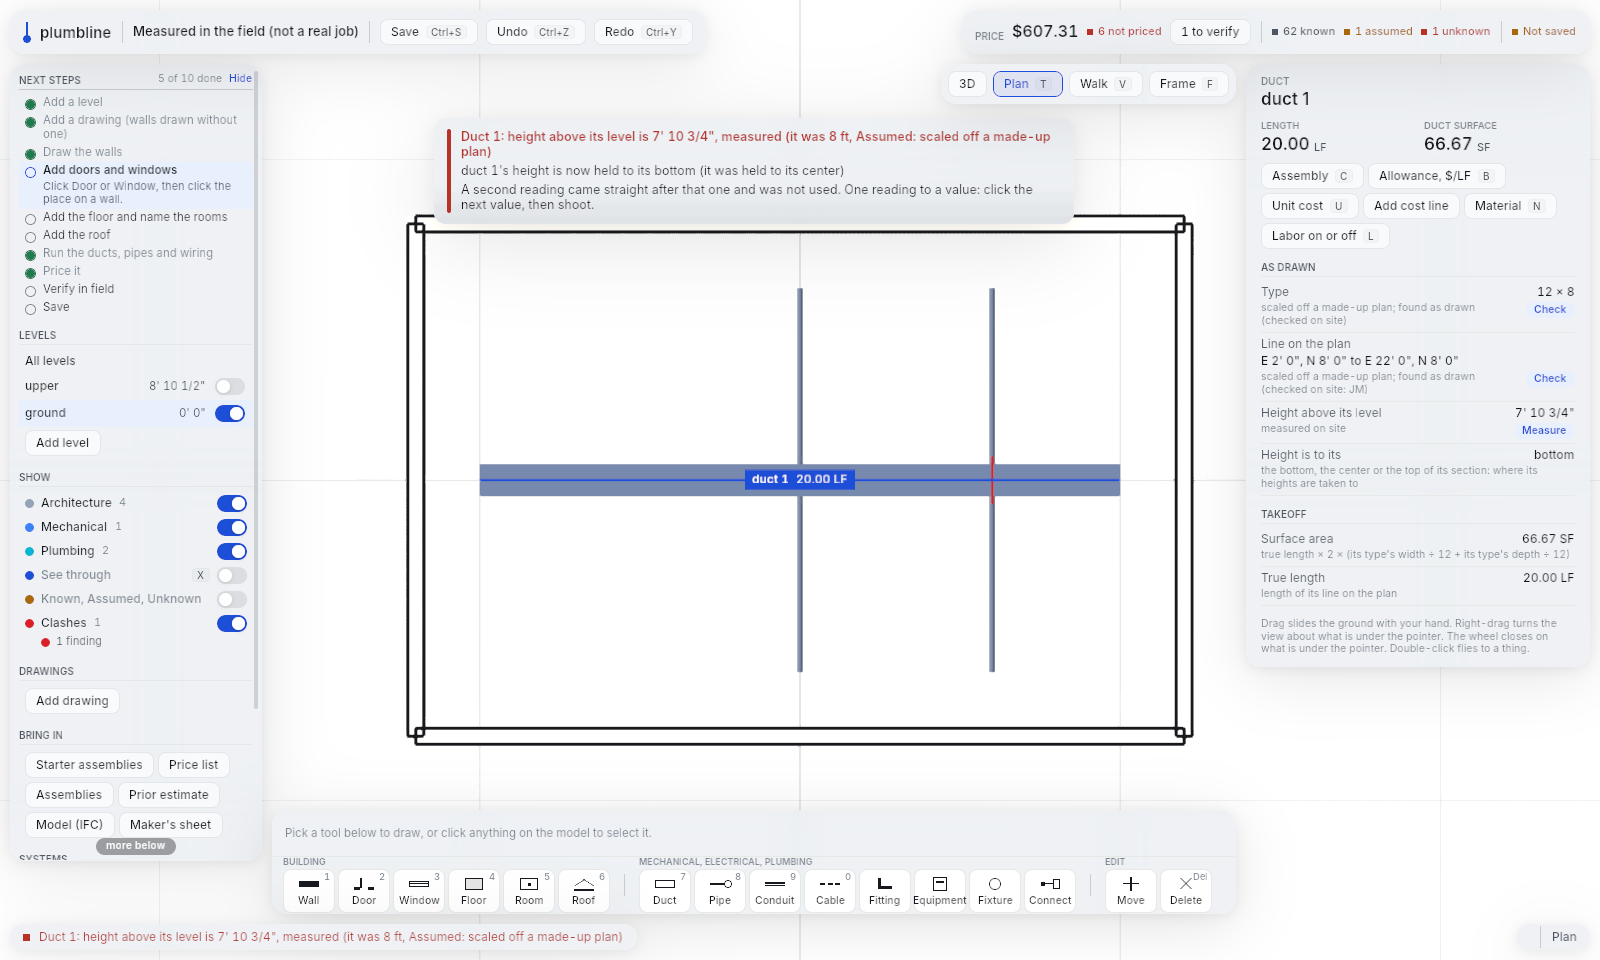 plumbline
Measured in the field (not a real job)
Save Ctrl+S
Undo Ctrl+Z
Redo Ctrl+Y
PRICE $607.31
6 not priced
1 to verify
62 known
1 assumed
1 unknown
Not saved
3D
Plan T
Walk V
Frame F
NEXT STEPS 5 of 10 done Hide
Add a level
Add a drawing (walls drawn without
one)
Draw the walls
Add doors and windows
Click Door or Window, then click the
place on a wall.
Add the floor and name the rooms
Add the roof
Run the ducts, pipes and wiring
Price it
Verify in field
Save
LEVELS
All levels
upper 8' 10 1/2"
ground 0' 0"
Add level
SHOW
Architecture 4
Mechanical 1
Plumbing 2
See through X
Known, Assumed, Unknown
Clashes 1
1 finding
DRAWINGS
Add drawing
BRING IN
Starter assemblies Price list
Assemblies Prior estimate
Model (IFC) Maker's sheet
more below
SYSTEMS
Duct 1: height above its level is 7' 10 3/4", measured (it was 8 ft, Assumed: scaled off a made-up
plan)
duct 1's height is now held to its bottom (it was held to its center)
A second reading came straight after that one and was not used. One reading to a value: click the
next value, then shoot.
duct 1 20.00 LF
DUCT
duct 1
LENGTH DUCT SURFACE
20.00 LF 66.67 SF
Assembly C Allowance, $/LF B
Unit cost U Add cost line Material N
Labor on or off L
AS DRAWN
Type 12 × 8
scaled off a made-up plan; found as drawn
(checked on site)
Check
Line on the plan
E 2' 0", N 8' 0" to E 22' 0", N 8' 0"
scaled off a made-up plan; found as drawn
(checked on site: JM)
Check
Height above its level 7' 10 3/4"
measured on site Measure
Height is to its bottom
the bottom, the center or the top of its section: where its
heights are taken to
TAKEOFF
Surface area 66.67 SF
true length × 2 × (its type's width ÷ 12 + its type's depth ÷ 12)
True length 20.00 LF
length of its line on the plan
Drag slides the ground with your hand. Right-drag turns the
view about what is under the pointer. The wheel closes on
what is under the pointer. Double-click flies to a thing.
Pick a tool below to draw, or click anything on the model to select it.
BUILDING MECHANICAL, ELECTRICAL, PLUMBING EDIT
1 2 3 4 5 6 7 8 9 0 Del
Wall Door Window Floor Room Roof Duct Pipe Conduit Cable Fitting Equipment Fixture Connect Move Delete
Duct 1: height above its level is 7' 10 3/4", measured (it was 8 ft, Assumed: scaled off a made-up plan)
Plan